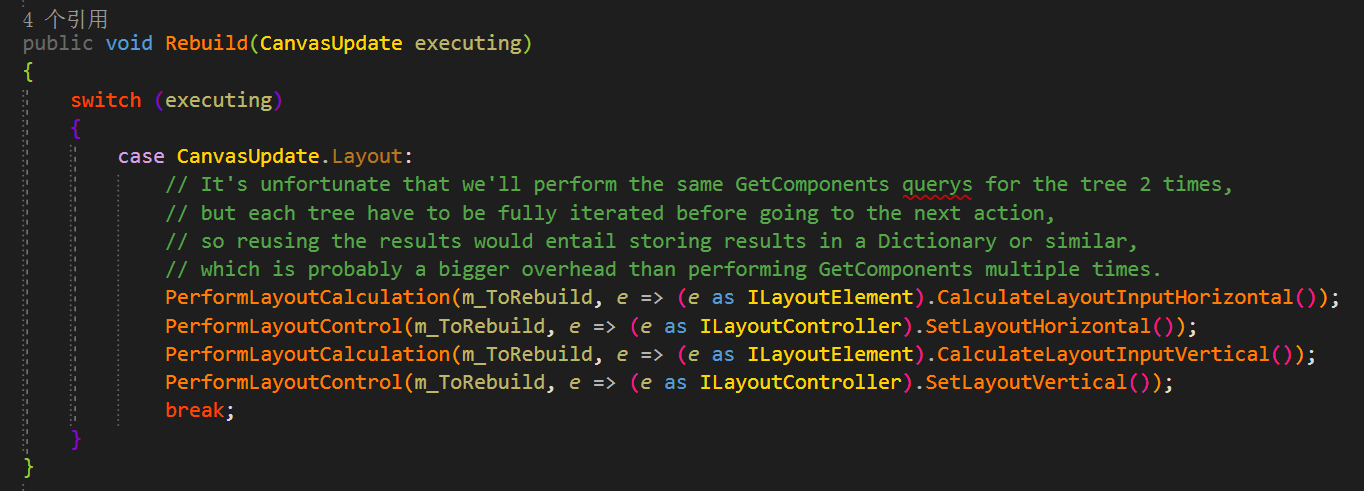 4 个引用
public void Rebuild(CanvasUpdate executing)
{
switch (executing)
{
case CanvasUpdate.Layout:
// It's unfortunate that we'll perform the same GetComponents querys for the tree 2 times,
// but each tree have to be fully iterated before going to the next action,
// so reusing the results would entail storing results in a Dictionary or similar,
// which is probably a bigger overhead than performing GetComponents multiple times.
PerformLayoutCalculation(m_ToRebuild, e => (e as ILayoutElement).CalculateLayoutInputHorizontal());
PerformLayoutControl(m_ToRebuild, e => (e as ILayoutController).SetLayoutHorizontal());
PerformLayoutCalculation(m_ToRebuild, e => (e as ILayoutElement).CalculateLayoutInputVertical());
PerformLayoutControl(m_ToRebuild, e => (e as ILayoutController).SetLayoutVertical());
break;
}
}